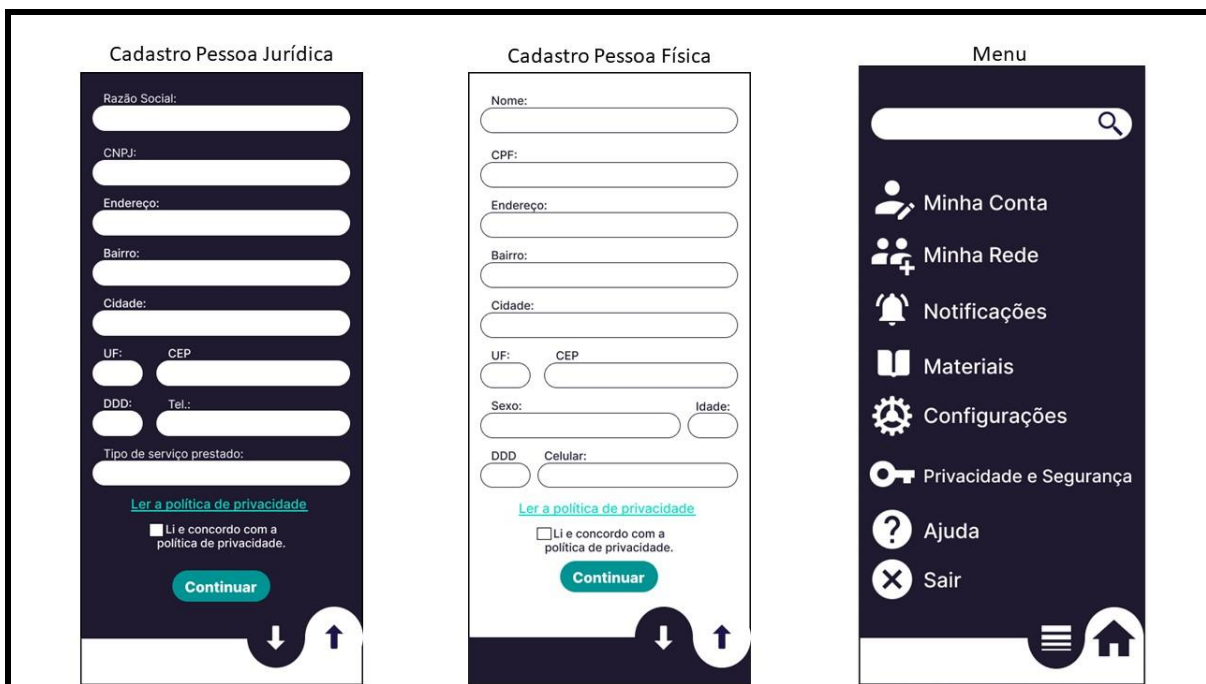 Cadastro Pessoa Jurídica
Razão Social:
CNPJ:
Endereço:
Bairro:
Cidade:
UF: CEP
DDD: Tel.:
Tipo de serviço prestado:
Ler a política de privacidade
Li e concordo com a
política de privacidade.
Continuar
Cadastro Pessoa Física
Nome:
CPF:
Endereço:
Bairro:
Cidade:
UF: CEP
Sexo: Idade:
DDD Celular:
Ler a política de privacidade
Li e concordo com a
política de privacidade.
Continuar
Menu
Minha Conta
Minha Rede
Notificações
Materiais
Configurações
Privacidade e Segurança
Ajuda
Sair